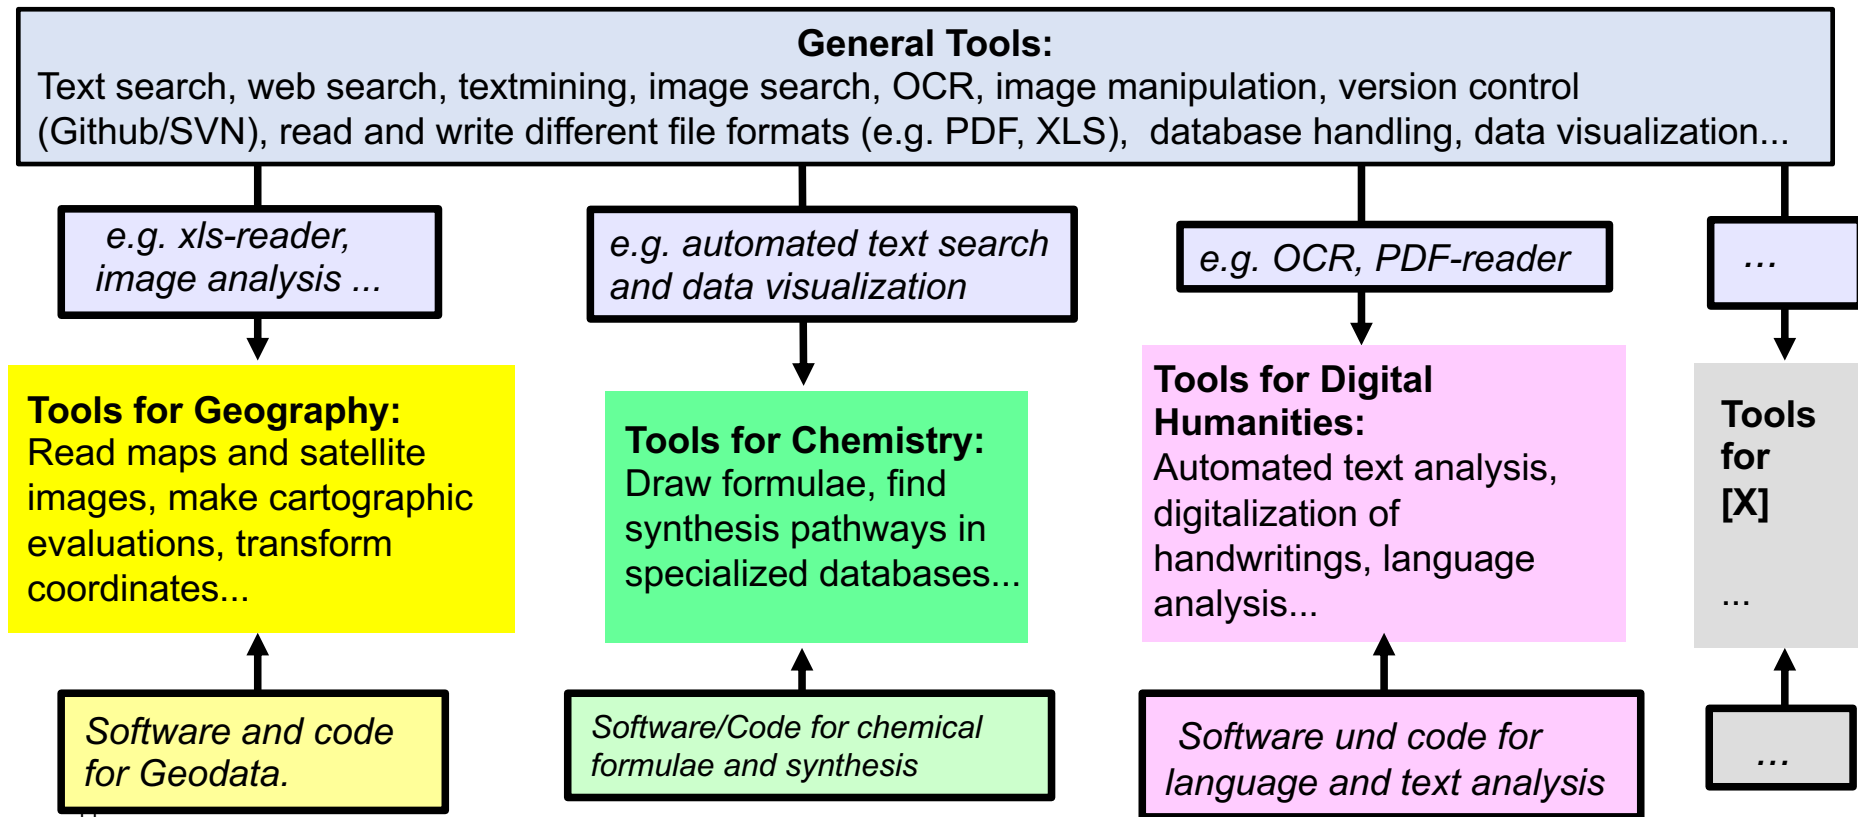 General Tools:
Text search, web search, textmining, image search, OCR, image manipulation, version control
(Github/SVN), read and write different file formats (e.g. PDF, XLS),  database handling, data visualization...
e.g. xls-reader,
image analysis ...
e.g. automated text search
and data visualization
e.g. OCR, PDF-reader
...
Tools for Geography:
Read maps and satellite
images, make cartographic
evaluations, transform
coordinates...
Tools for Chemistry:
Draw formulae, find
synthesis pathways in
specialized databases...
Tools for Digital
Humanities:
Automated text analysis,
digitalization of
handwritings, language
analysis...
Tools
for
[X]
...
Software and code
for Geodata.
Software/Code for chemical
formulae and synthesis
Software und code for
language and text analysis
...